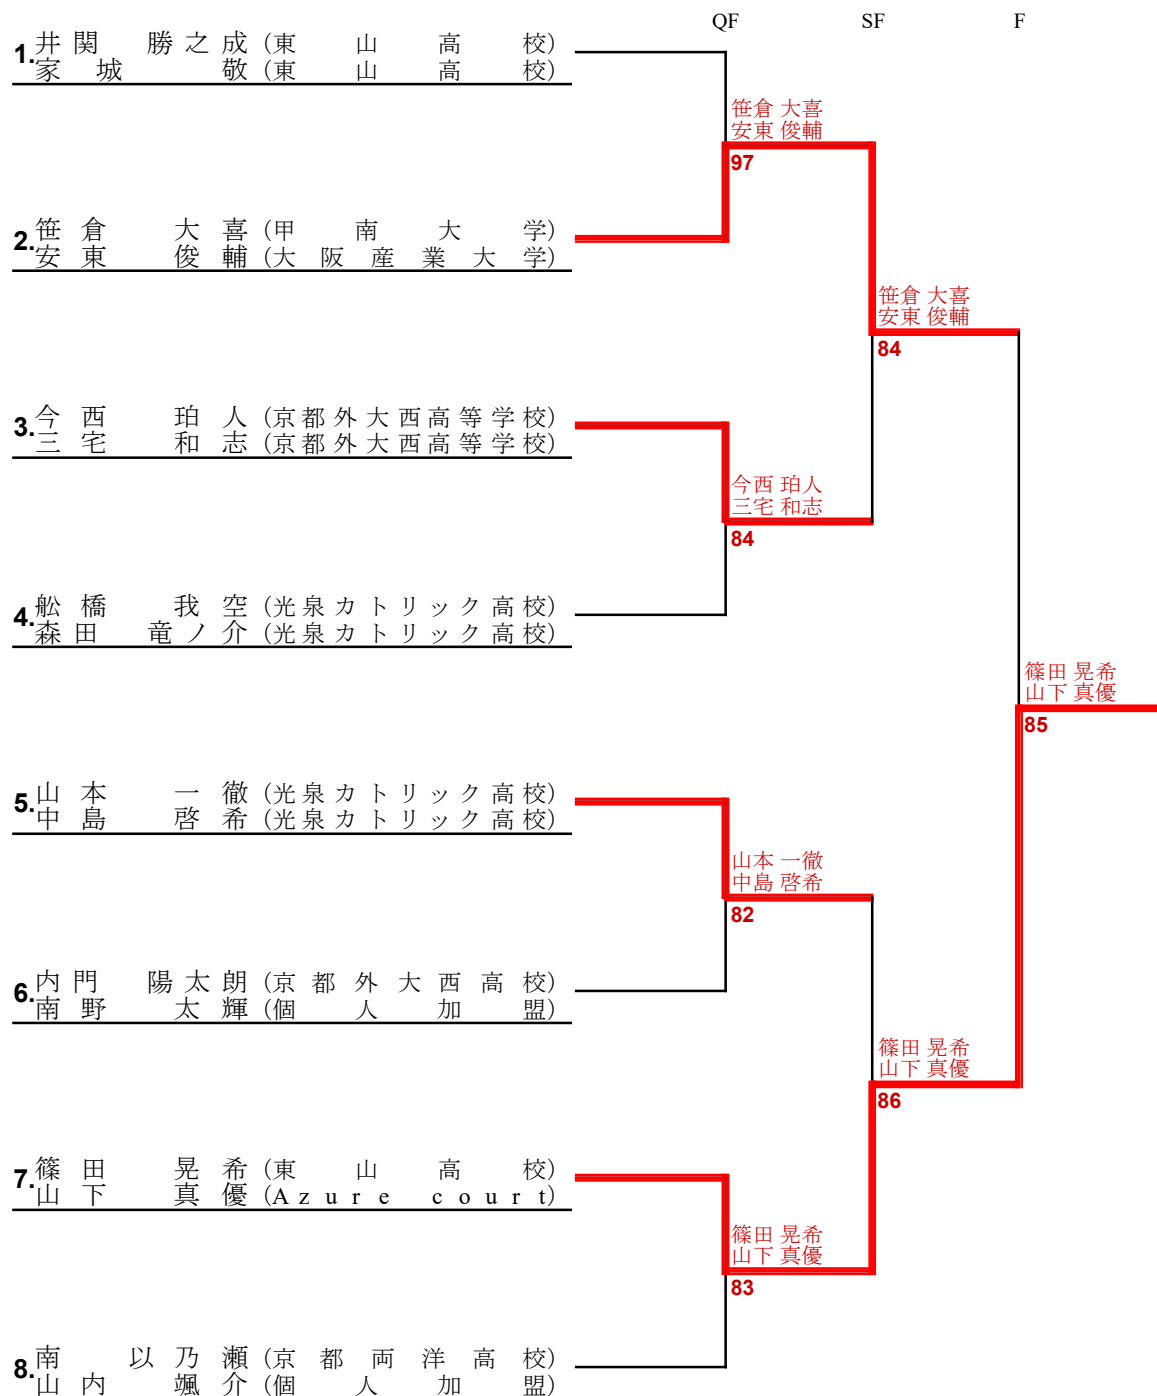 QF SF F
1. 井関 勝之成 (東山高校)
家城 敬 (東山高校)
笹倉 大喜
安東 俊輔
97
2. 笹倉 大喜 (甲南大学)
安東 俊輔 (大阪産業大学)
笹倉 大喜
安東 俊輔
84
3. 今西 珀人 (京都外大西高等学校)
三宅 和志 (京都外大西高等学校)
今西 珀人
三宅 和志
84
4. 舩橋 我空 (光泉カトリック高校)
森田 竜ノ介 (光泉カトリック高校)
篠田 晃希
山下 真優
85
5. 山本 一徹 (光泉カトリック高校)
中島 啓希 (光泉カトリック高校)
山本 一徹
中島 啓希
82
6. 内門 陽太朗 (京都外大西高校)
南野 太輝 (個人加盟)
篠田 晃希
山下 真優
86
7. 篠田 晃希 (東山高校)
山下 真優 (Azure court)
篠田 晃希
山下 真優
83
8. 南 以乃瀬 (京都両洋高校)
山内 颯介 (個人加盟)